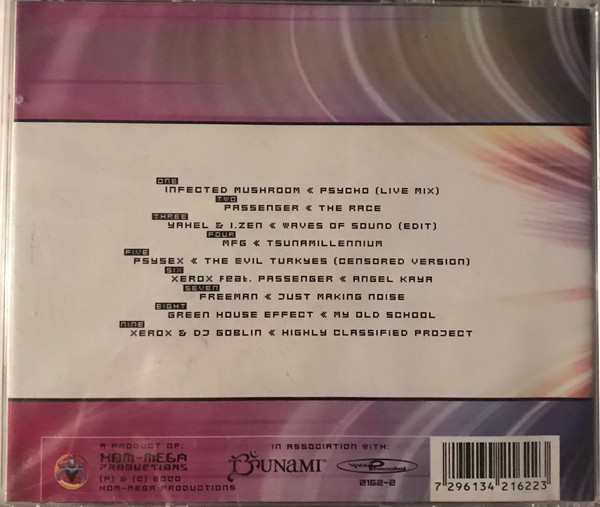 ONE
INFECTED MUSHROOM « PSYCHO (LIVE MIX)
TWO
PASSENGER « THE RACE
THREE
YAHEL & I.ZEN « WAVES OF SOUND (EDIT)
FOUR
MFG « TSUNAMILLENNIUM
FIVE
PSYSEX « THE EVIL TURKYES (CENSORED VERSION)
SIX
XEROX FEAt. PASSENGER « ANGEL KAYA
SEVEN
FREEMAN « JUST MAKING NOISE
EIGHT
GREEN HOUSE EFFECT « MY OLD SCHOOL
NINE
XEROX & DJ GOBLIN « HIGHLY CLASSIFIED PROJECT
A PRODUCT OF:
HOM-MEGA
PRODUCTIONS
(P) & (C) 2000
HOM-MEGA PRODUCTIONS
IN ASSOCIATION WITH:
TSUNAMI™
2162-2
7 296134 216223